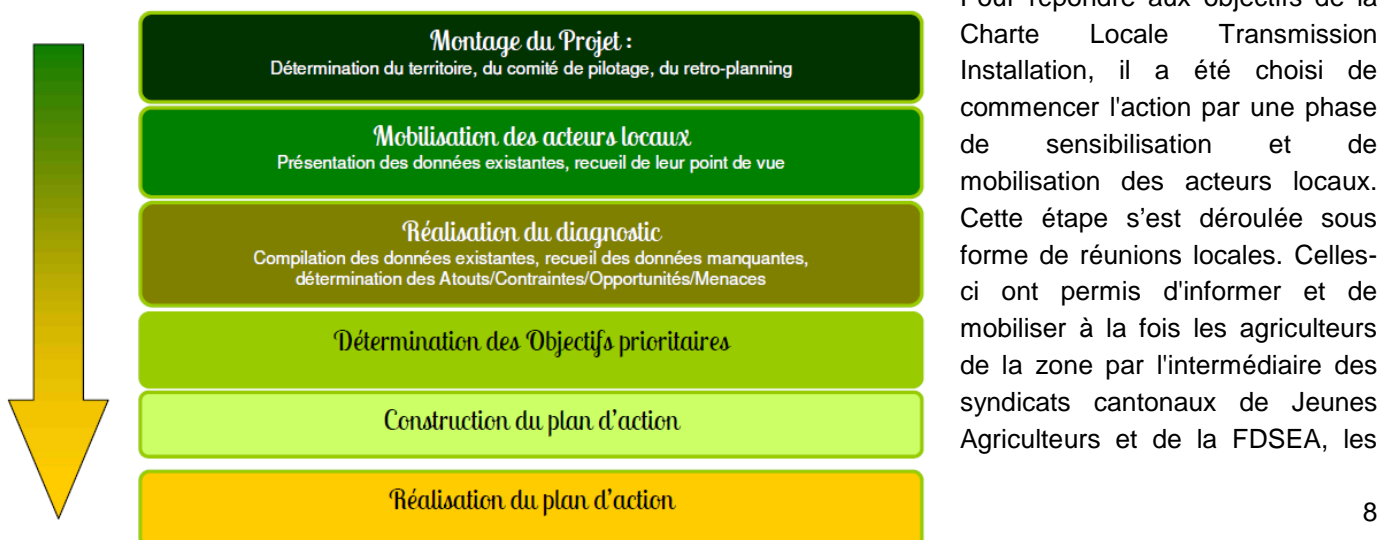 Montage du Projet :
Détermination du territoire, du comité de pilotage, du retro-planning
Mobilisation des acteurs locaux
Présentation des données existantes, recueil de leur point de vue
Réalisation du diagnostic
Compilation des données existantes, recueil des données manquantes,
détermination des Atouts/Contraintes/Opportunités/Menaces
Détermination des Objectifs prioritaires
Construction du plan d'action
Réalisation du plan d'action
Pour répondre aux objectifs de la
Charte Locale Transmission
Installation, il a été choisi de
commencer l'action par une phase
de sensibilisation et de
mobilisation des acteurs locaux.
Cette étape s'est déroulée sous
forme de réunions locales. Celles-
ci ont permis d'informer et de
mobiliser à la fois les agriculteurs
de la zone par l'intermédiaire des
syndicats cantonaux de Jeunes
Agriculteurs et de la FDSEA, les
8